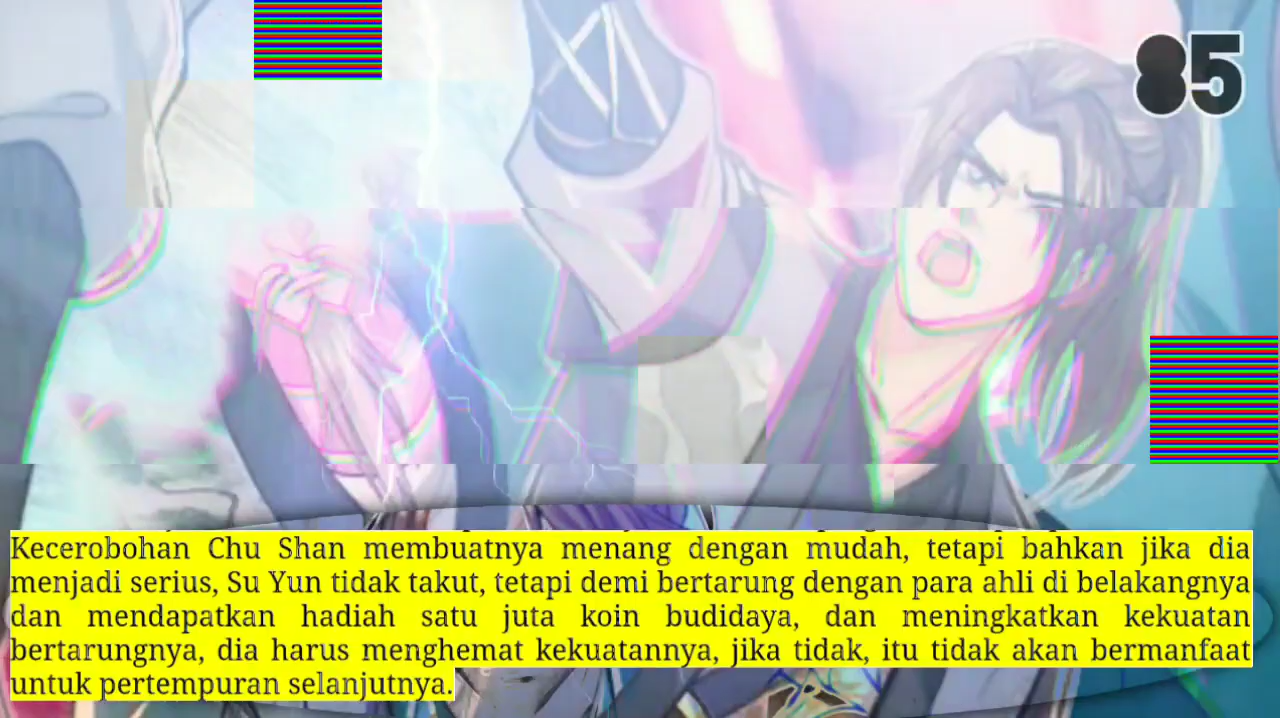 85
Kecerobohan Chu Shan membuatnya menang dengan mudah, tetapi bahkan jika dia
menjadi serius, Su Yun tidak takut, tetapi demi bertarung dengan para ahli di belakangnya
dan mendapatkan hadiah satu juta koin budidaya, dan meningkatkan kekuatan
bertarungnya, dia harus menghemat kekuatannya, jika tidak, itu tidak akan bermanfaat
untuk pertempuran selanjutnya.